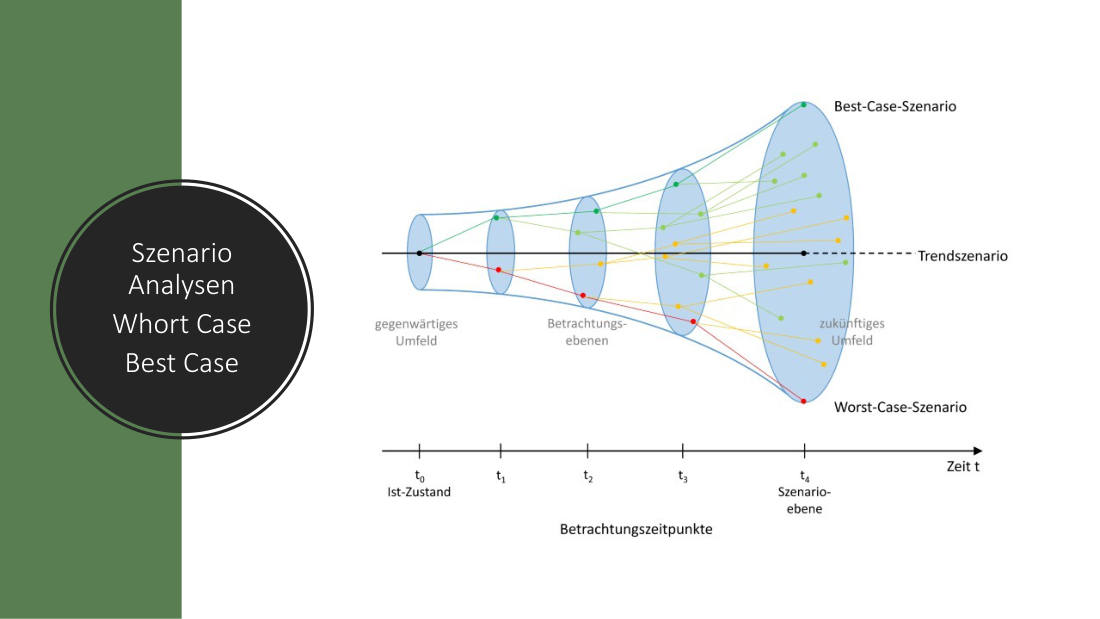 Szenario
Analysen
Whort Case
Best Case
Best-Case-Szenario
Trendszenario
gegenwärtiges
Umfeld
Betrachtungs-
ebenen
zukünftiges
Umfeld
Worst-Case-Szenario
Zeit t
t₀
Ist-Zustand
t₁
t₂
t₃
t₄
Szenario-
ebene
Betrachtungszeitpunkte